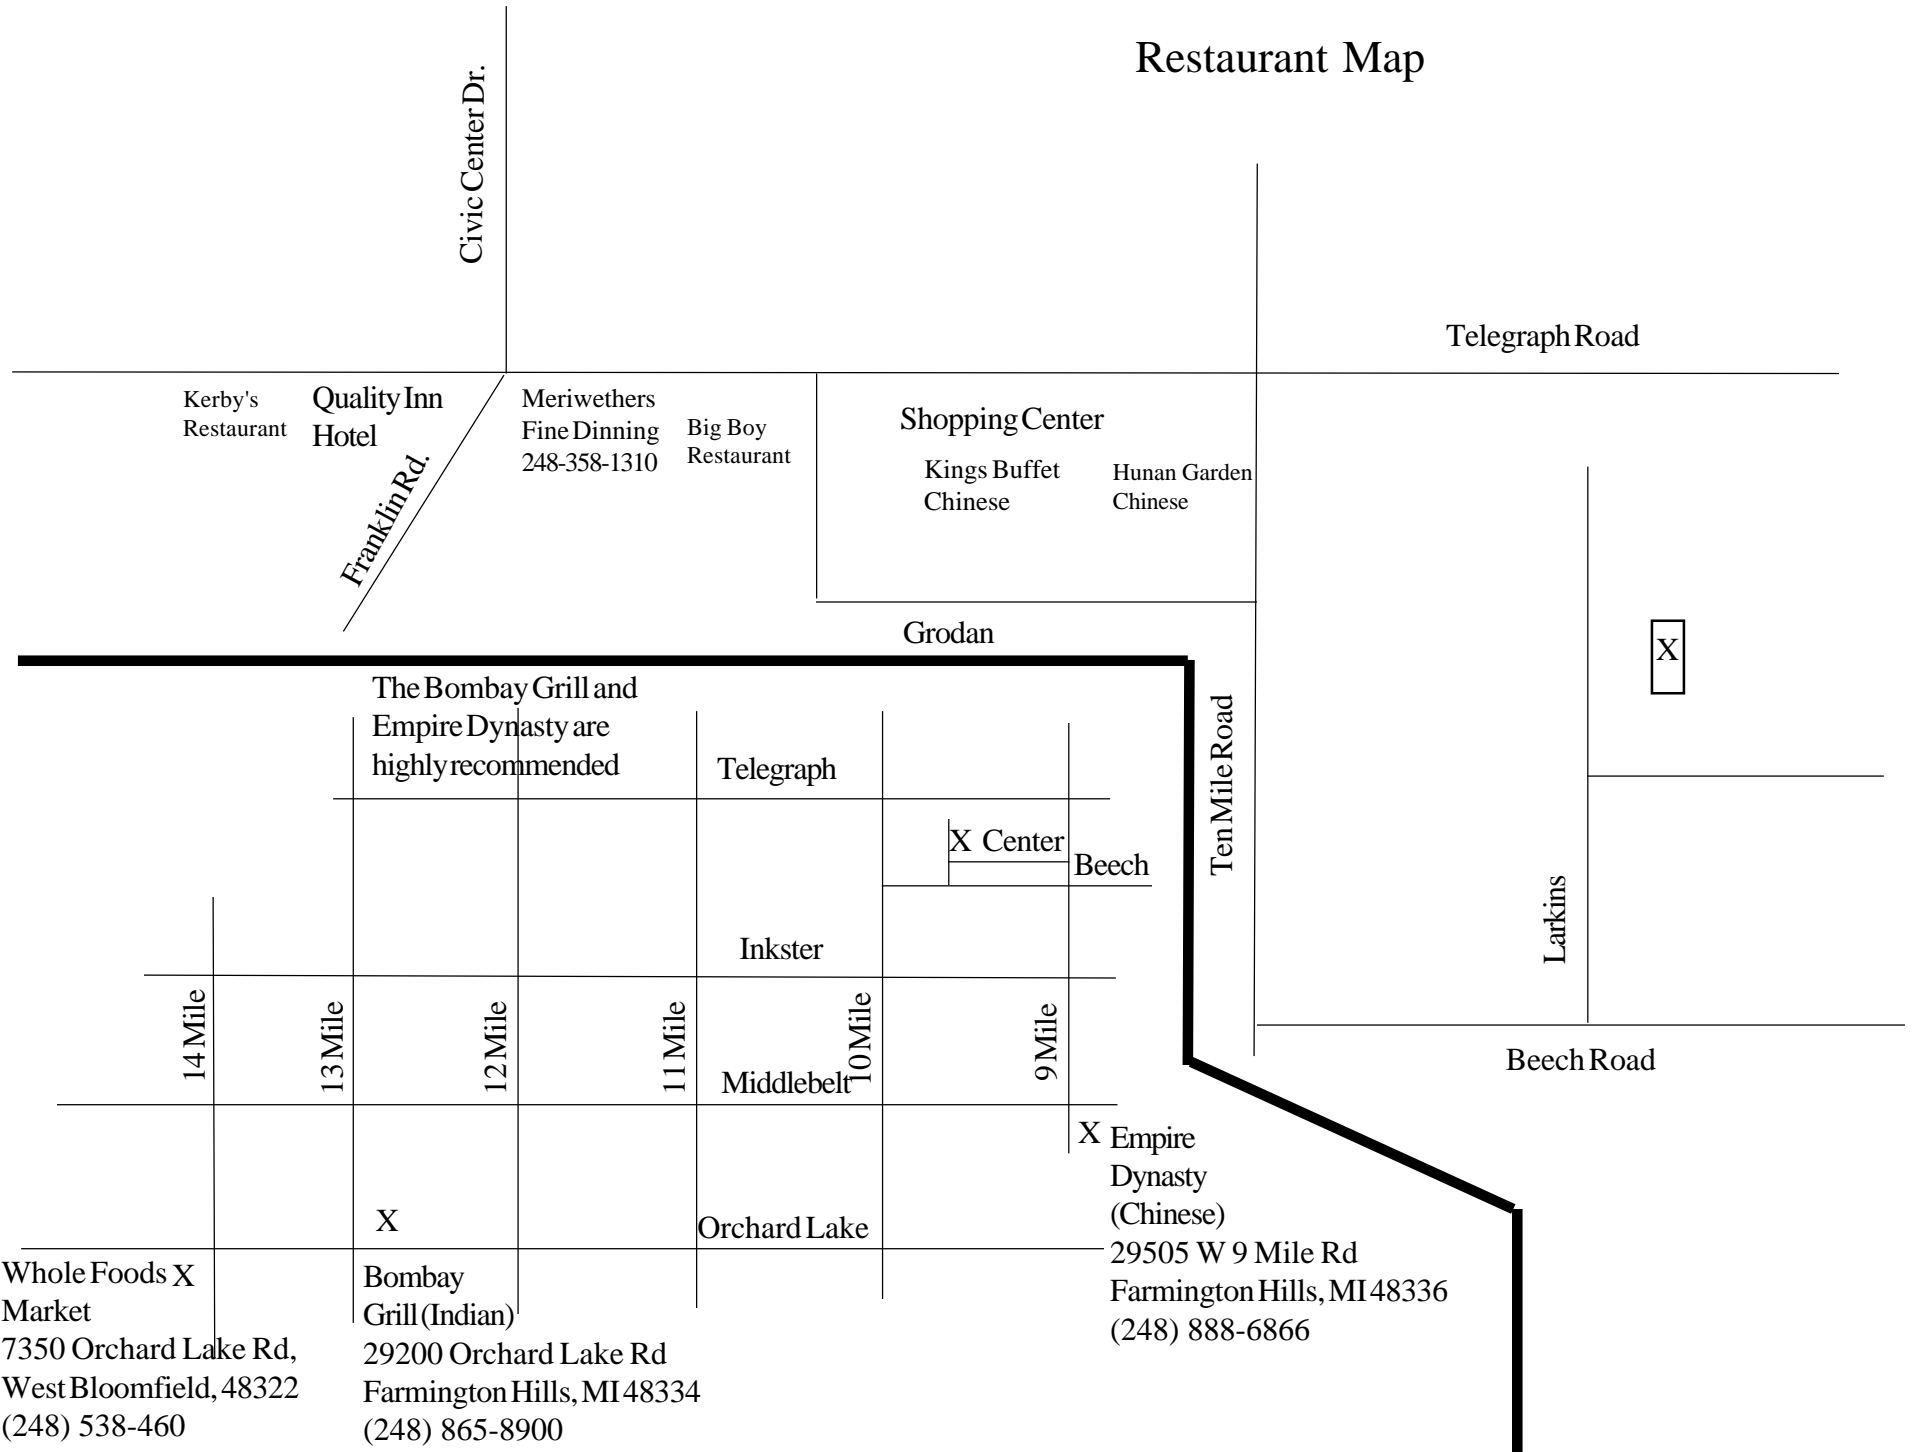 Restaurant Map
Civic Center Dr.
Telegraph Road
Kerby's
Restaurant
Quality Inn
Hotel
Franklin Rd.
Meriwethers
Fine Dinning
248-358-1310
Big Boy
Restaurant
Shopping Center
Kings Buffet
Chinese
Hunan Garden
Chinese
Grodan
X
Ten Mile Road
Larkins
Beech Road
The Bombay Grill and
Empire Dynasty are
highly recommended
Telegraph
X Center
Beech
Inkster
14 Mile
13 Mile
12 Mile
11 Mile
10 Mile
9 Mile
Middlebelt
X
Orchard Lake
X Empire
Dynasty
(Chinese)
29505 W 9 Mile Rd
Farmington Hills, MI 48336
(248) 888-6866
Whole Foods X
Market
7350 Orchard Lake Rd,
West Bloomfield, 48322
(248) 538-460
Bombay
Grill (Indian)
29200 Orchard Lake Rd
Farmington Hills, MI 48334
(248) 865-8900